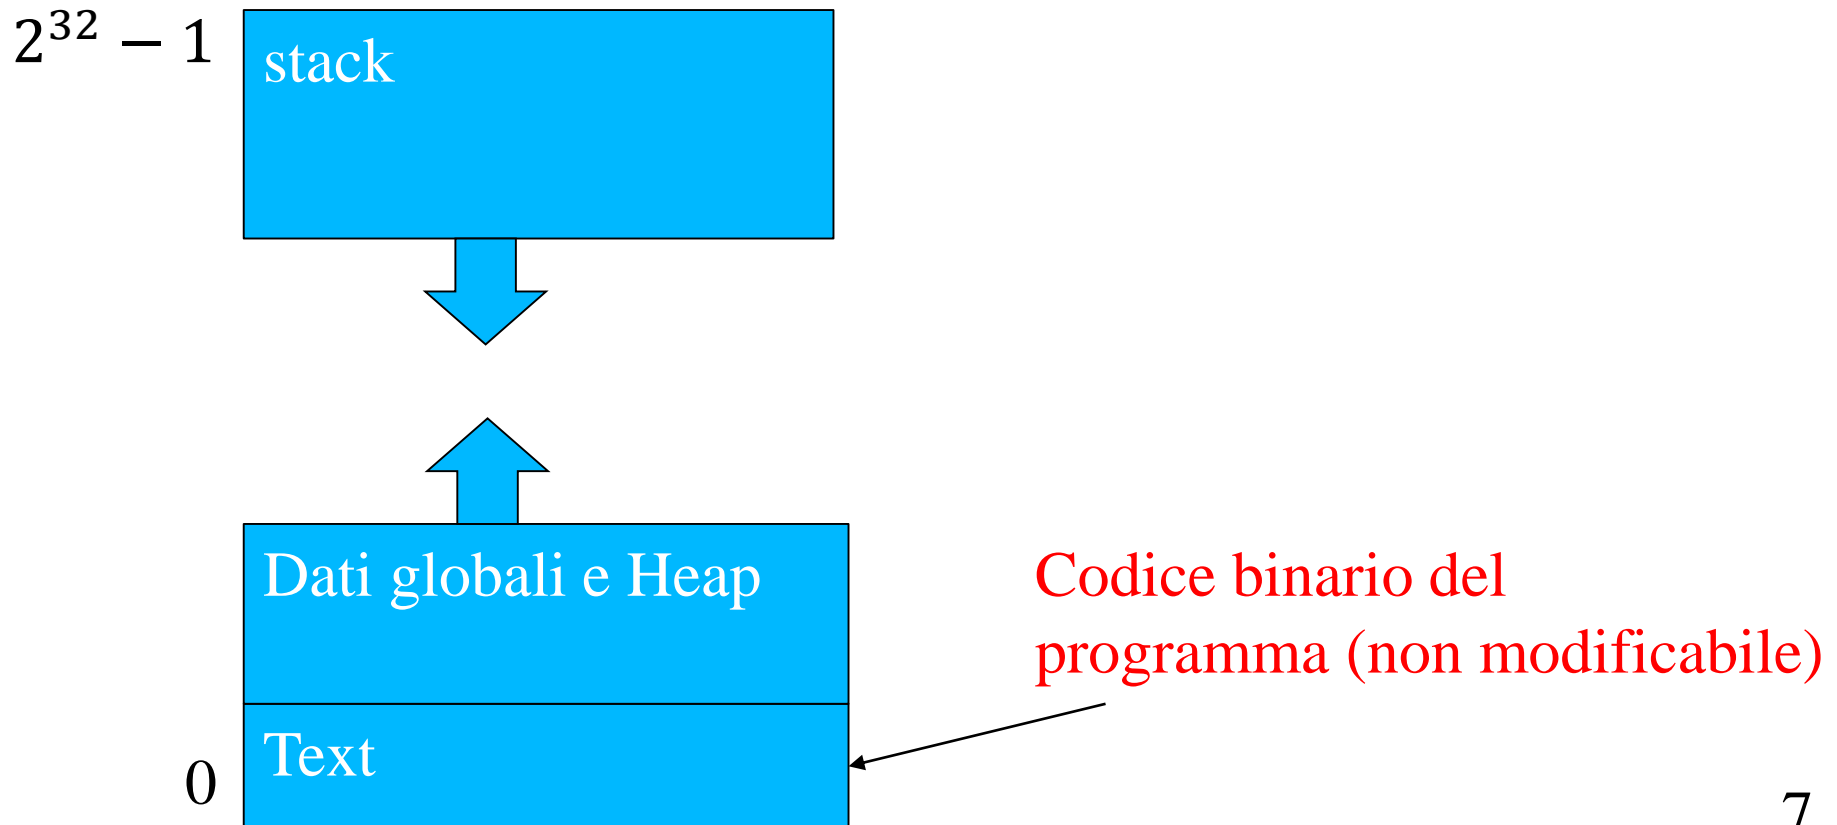 2³² − 1
stack
Dati globali e Heap
Codice binario del
programma (non modificabile)
Text
0
7